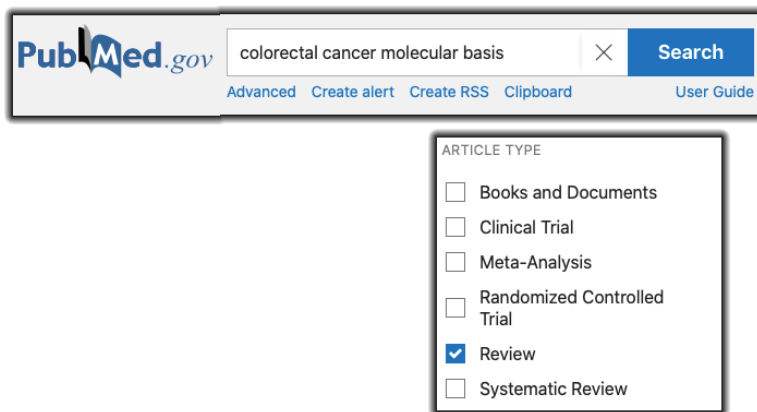 PubMed.gov
colorectal cancer molecular basis
Search
Advanced Create alert Create RSS Clipboard User Guide
ARTICLE TYPE
Books and Documents
Clinical Trial
Meta-Analysis
Randomized Controlled
Trial
Review
Systematic Review